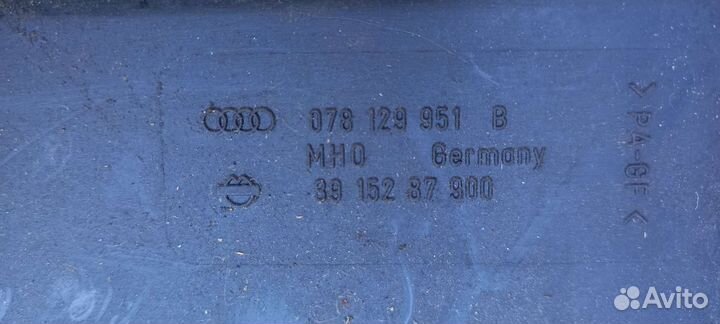 078 129 951 B
MHO Germany
39 152 87 900
> PA-GF <
Avito